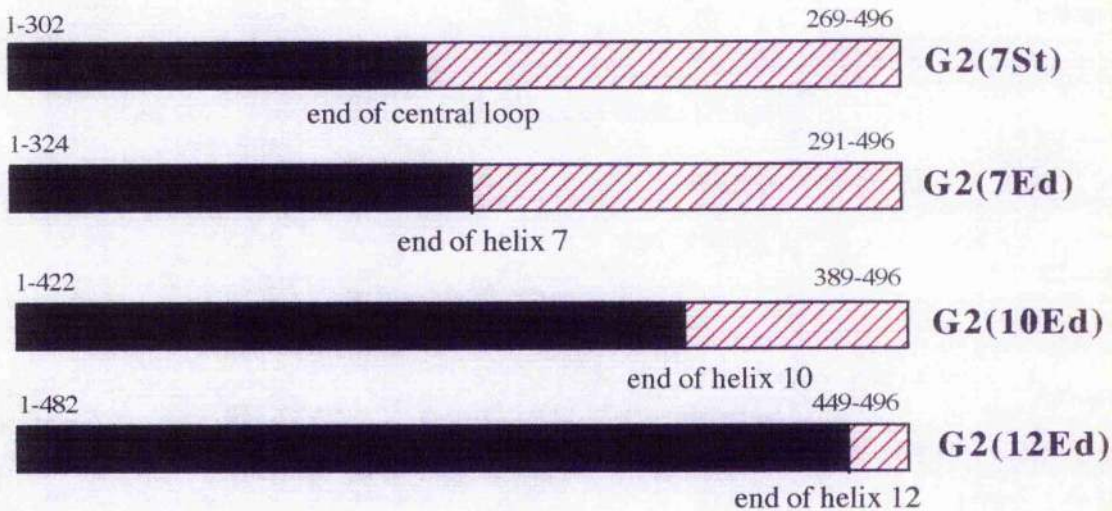 1-302 269-496
G2(7St)
end of central loop
1-324 291-496
G2(7Ed)
end of helix 7
1-422 389-496
G2(10Ed)
end of helix 10
1-482 449-496
G2(12Ed)
end of helix 12